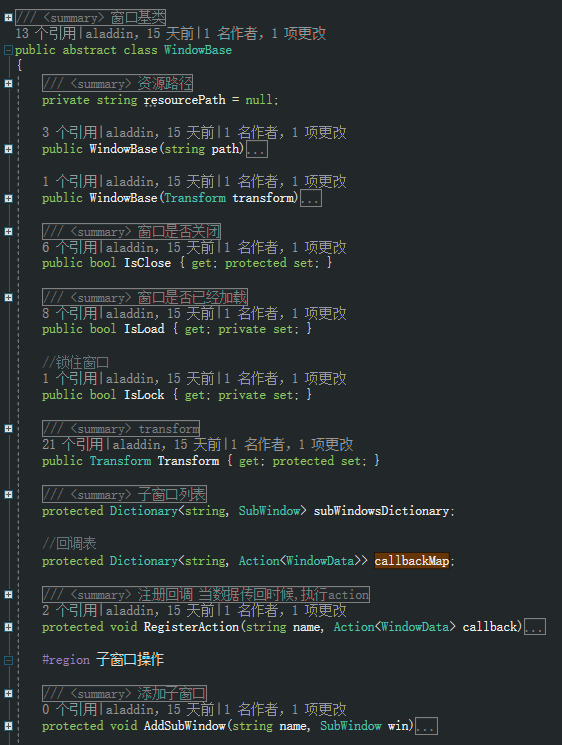 /// <summary> 窗口基类
13 个引用|aladdin，15 天前|1 名作者，1 项更改
public abstract class WindowBase
{
/// <summary> 资源路径
private string resourcePath = null;
3 个引用|aladdin，15 天前|1 名作者，1 项更改
public WindowBase(string path)...
1 个引用|aladdin，15 天前|1 名作者，1 项更改
public WindowBase(Transform transform)...
/// <summary> 窗口是否关闭
6 个引用|aladdin，15 天前|1 名作者，1 项更改
public bool IsClose { get; protected set; }
/// <summary> 窗口是否已经加载
8 个引用|aladdin，15 天前|1 名作者，1 项更改
public bool IsLoad { get; private set; }
//锁住窗口
1 个引用|aladdin，15 天前|1 名作者，1 项更改
public bool IsLock { get; private set; }
/// <summary> transform
21 个引用|aladdin，15 天前|1 名作者，1 项更改
public Transform Transform { get; protected set; }
/// <summary> 子窗口列表
protected Dictionary<string, SubWindow> subWindowsDictionary;
//回调表
protected Dictionary<string, Action<WindowData>> callbackMap;
/// <summary> 注册回调 当数据传回时候,执行action
2 个引用|aladdin，15 天前|1 名作者，1 项更改
protected void RegisterAction(string name, Action<WindowData> callback)...
#region 子窗口操作
/// <summary> 添加子窗口
0 个引用|aladdin，15 天前|1 名作者，1 项更改
protected void AddSubWindow(string name, SubWindow win)...